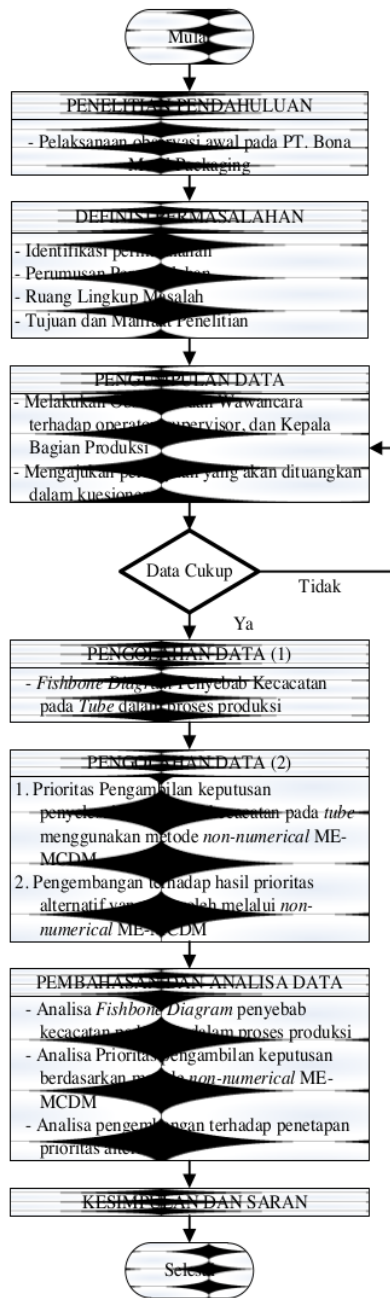 Mulai
PENELITIAN PENDAHULUAN
- Pelaksanaan observasi awal pada PT. Bona
Packaging
DEFINISI PERMASALAHAN
- Identifikasi permasalahan
- Perumusan
- Ruang Lingkup Masalah
- Tujuan dan Manfaat Penelitian
PENGUMPULAN DATA
- Melakukan dan Wawancara
terhadap operator, supervisor, dan Kepala
Bagian Produksi
- Mengajukan yang akan dituangkan
dalam kuesioner
Data Cukup
Tidak
Ya
PENGOLAHAN DATA (1)
- Fishbone Diagram Penyebab Kecacatan
pada Tube dalam proses produksi
PENGOLAHAN DATA (2)
1. Prioritas Pengambilan keputusan
kecacatan pada tube
menggunakan metode non-numerical ME-
MCDM
2. Pengembangan terhadap hasil prioritas
alternatif melalui non-
numerical ME-MCDM
PEMBAHASAN DAN ANALISA DATA
- Analisa Fishbone Diagram penyebab
kecacatan dalam proses produksi
- Analisa Prioritas pengambilan keputusan
berdasarkan non-numerical ME-
MCDM
- Analisa pengembangan terhadap penetapan
prioritas
KESIMPULAN DAN SARAN
Selesai